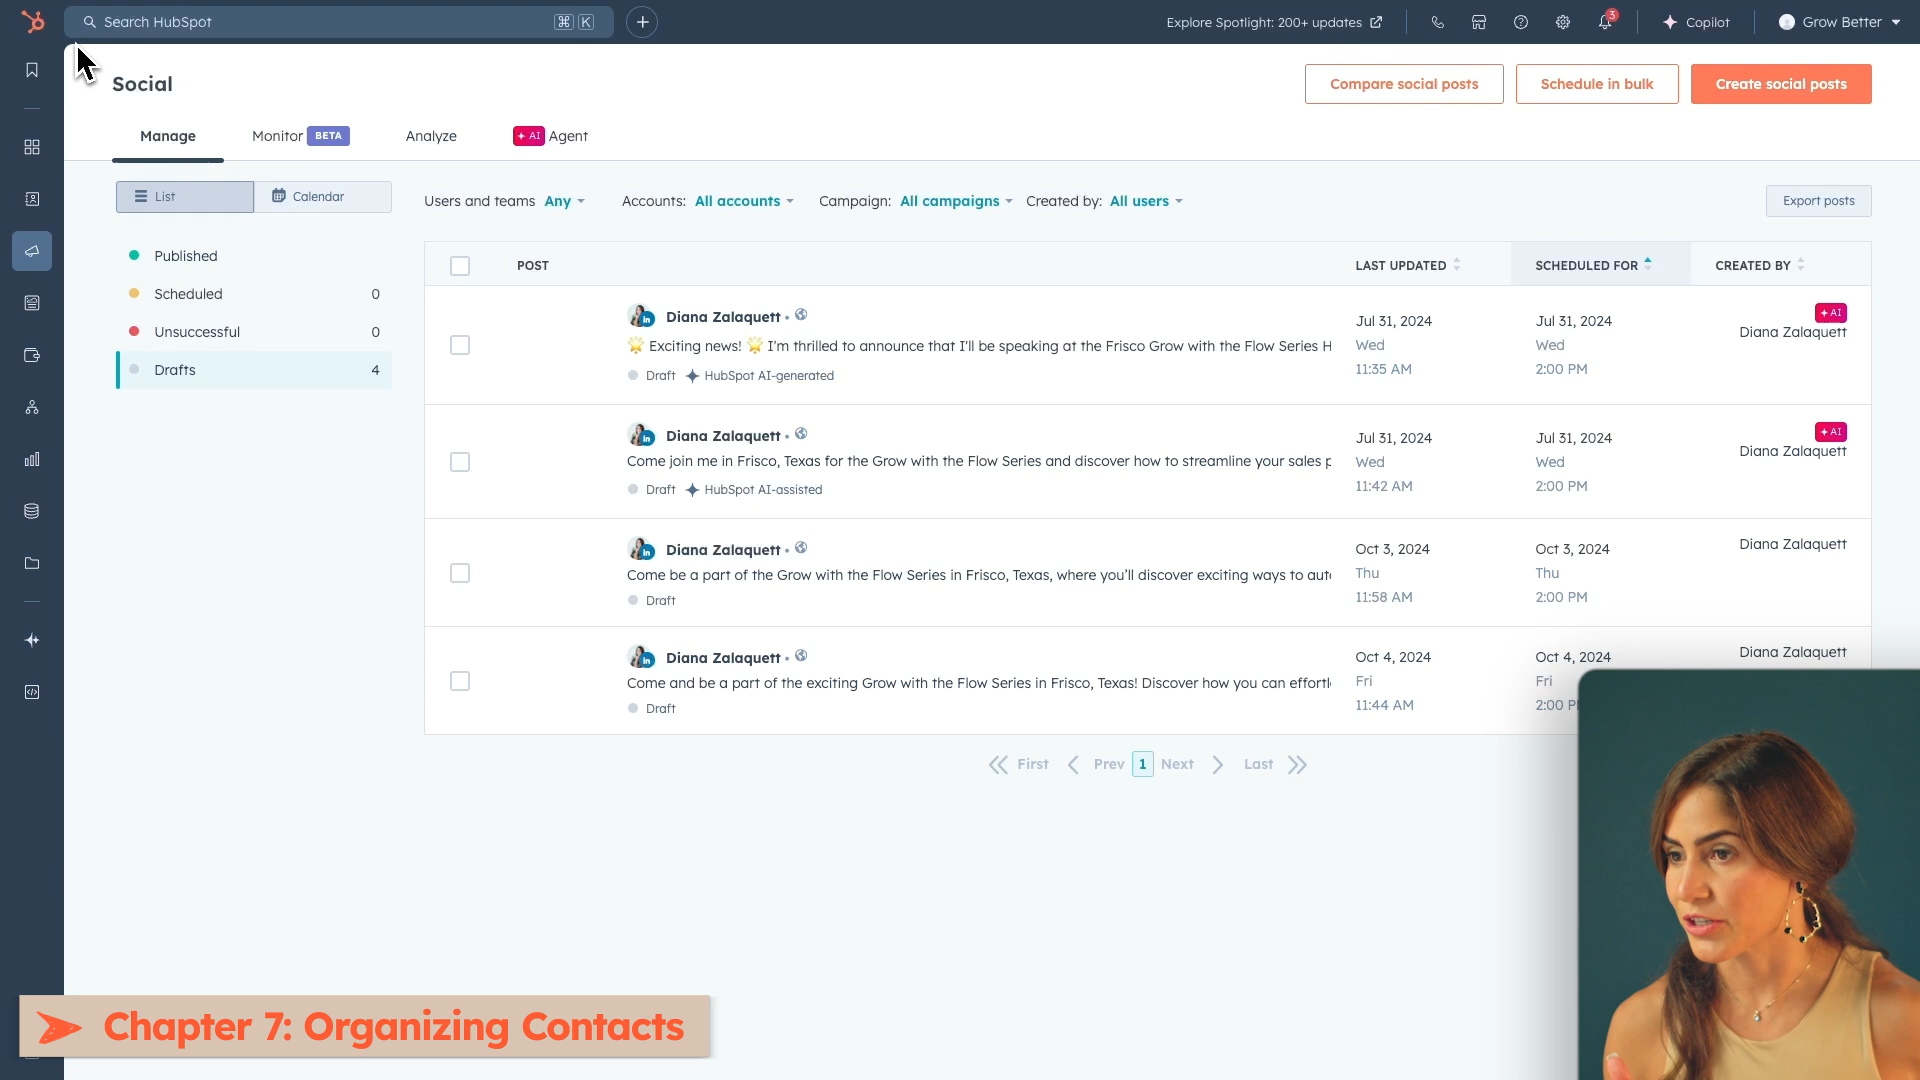 Search HubSpot ⌘ K
Explore Spotlight: 200+ updates
3
Copilot
Grow Better
Social
Compare social posts
Schedule in bulk
Create social posts
Manage
Monitor BETA
Analyze
AI Agent
List
Calendar
Users and teams Any
Accounts: All accounts
Campaign: All campaigns
Created by: All users
Export posts
Published
Scheduled 0
Unsuccessful 0
Drafts 4
POST
LAST UPDATED
SCHEDULED FOR
CREATED BY
Diana Zalaquett •
🌟 Exciting news! 🌟 I'm thrilled to announce that I'll be speaking at the Frisco Grow with the Flow Series H
Draft HubSpot AI-generated
Jul 31, 2024
Wed
11:35 AM
Jul 31, 2024
Wed
2:00 PM
AI
Diana Zalaquett
Diana Zalaquett •
Come join me in Frisco, Texas for the Grow with the Flow Series and discover how to streamline your sales p
Draft HubSpot AI-assisted
Jul 31, 2024
Wed
11:42 AM
Jul 31, 2024
Wed
2:00 PM
AI
Diana Zalaquett
Diana Zalaquett •
Come be a part of the Grow with the Flow Series in Frisco, Texas, where you'll discover exciting ways to aut
Draft
Oct 3, 2024
Thu
11:58 AM
Oct 3, 2024
Thu
2:00 PM
Diana Zalaquett
Diana Zalaquett •
Come and be a part of the exciting Grow with the Flow Series in Frisco, Texas! Discover how you can effortl
Draft
Oct 4, 2024
Fri
11:44 AM
Oct 4, 2024
Fri
2:00 P
Diana Zalaquett
First Prev 1 Next Last
Chapter 7: Organizing Contacts